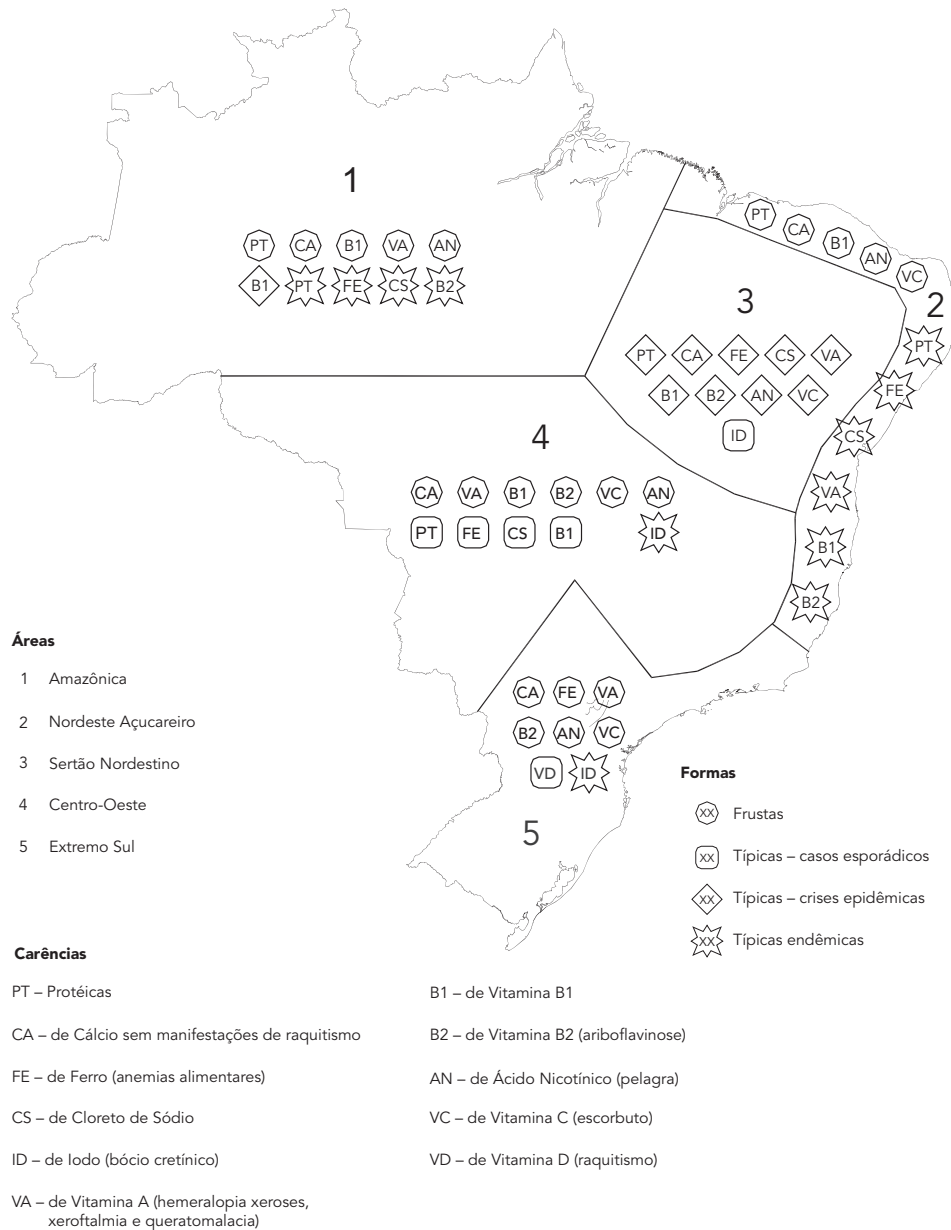 1
PT CA B1 VA AN
B1 PT FE CS B2
PT
CA
B1
AN
VC
2
PT
FE
CS
VA
B1
B2
3
PT CA FE CS VA
B1 B2 AN VC
ID
4
CA VA B1 B2 VC AN
PT FE CS B1 ID
CA FE VA
B2 AN VC
VD ID
5
Áreas
1 Amazônica
2 Nordeste Açucareiro
3 Sertão Nordestino
4 Centro-Oeste
5 Extremo Sul
Formas
XX Frustas
XX Típicas – casos esporádicos
XX Típicas – crises epidêmicas
XX Típicas endêmicas
Carências
PT – Protéicas
CA – de Cálcio sem manifestações de raquitismo
FE – de Ferro (anemias alimentares)
CS – de Cloreto de Sódio
ID – de Iodo (bócio cretínico)
VA – de Vitamina A (hemeralopia xeroses,
xeroftalmia e queratomalacia)
B1 – de Vitamina B1
B2 – de Vitamina B2 (ariboflavinose)
AN – de Ácido Nicotínico (pelagra)
VC – de Vitamina C (escorbuto)
VD – de Vitamina D (raquitismo)